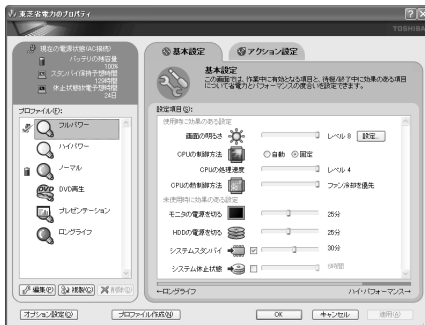 東芝省電力のプロパティ
TOSHIBA
現在の電源状態(AC接続)
バッテリの残容量
100%
スタンバイ保持予想時間
129時間
休止状態放電予想時間
24日
プロファイル(F):
フルパワー
ハイパワー
ノーマル
DVD再生
プレゼンテーション
ロングライフ
編集(E)
複製(C)
削除(D)
基本設定
アクション設定
基本設定
この画面では、作業中に有効となる項目と、待機/終了中に効果のある項目
について省電力とパフォーマンスの度合いを設定できます。
設定項目(S):
使用時に効果のある設定
画面の明るさ レベル 8 設定...
CPUの制御方法 自動 固定
CPUの処理速度 レベル 4
CPUの熱制御方法 ファン冷却を優先
未使用時に効果のある設定
モニタの電源を切る 25分
HDDの電源を切る 25分
システムスタンバイ 30分
システム休止状態
←ロングライフ ハイ・パフォーマンス→
オプション設定(O)
プロファイル作成(N)
OK
キャンセル
適用(A)